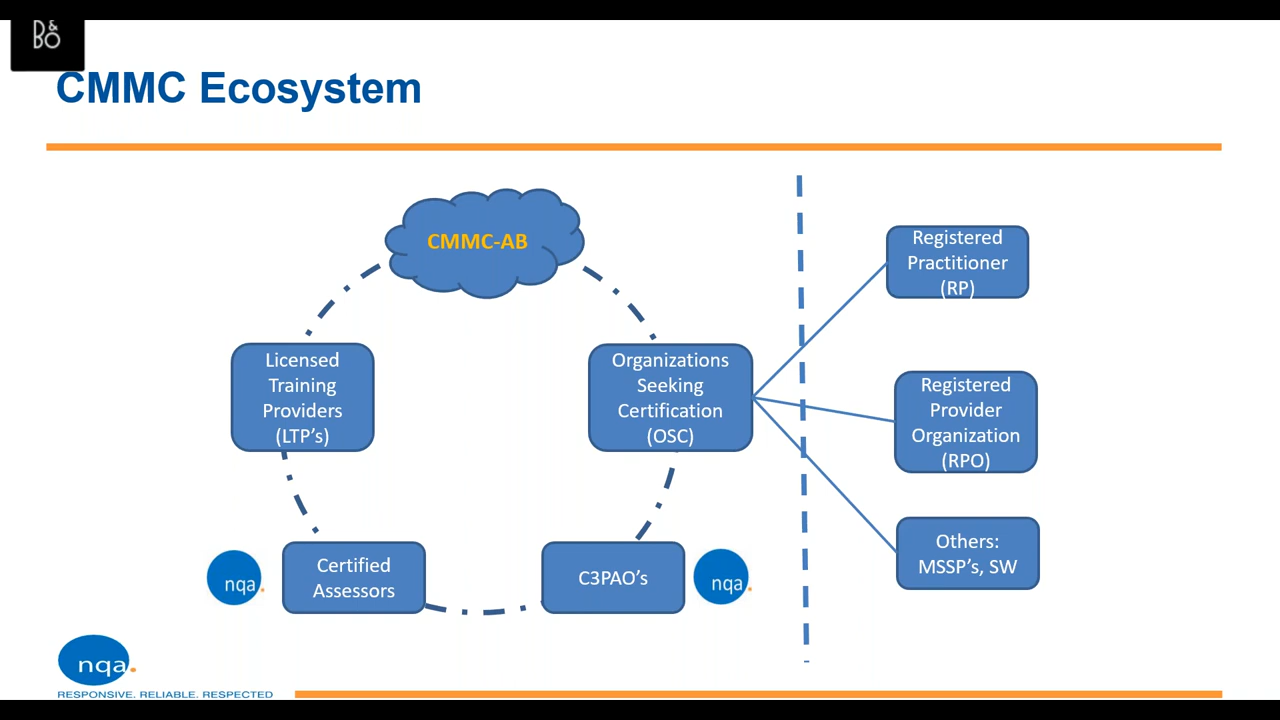 B&O
CMMC Ecosystem
CMMC-AB
Registered
Practitioner
(RP)
Licensed
Training
Providers
(LTP’s)
Organizations
Seeking
Certification
(OSC)
Registered
Provider
Organization
(RPO)
Others:
MSSP’s, SW
nqa.
Certified
Assessors
C3PAO’s
nqa.
nqa.
RESPONSIVE. RELIABLE. RESPECTED